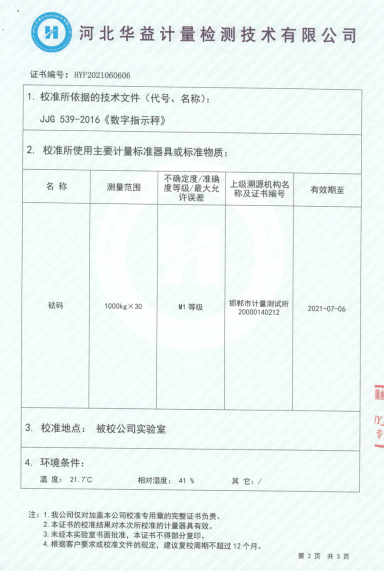 河北华益计量检测技术有限公司
证书编号：HYF2021060606
1. 校准所依据的技术文件（代号、名称）：
JJG 539-2016《数字指示秤》
2. 校准所使用主要计量标准器具或标准物质：
名 称
测量范围
不确定度/准确
度等级/最大允
许误差
上级溯源机构名
称及证书编号
有效期至
砝码
1000kg×30
M1 等级
邯郸市计量测试所
20000140212
2021-07-06
3. 校准地点： 被校公司实验室
4. 环境条件：
温 度： 21.7℃ 相对湿度： 41 % 其 它：/
注：1.我公司仅对加盖本公司校准专用章的完整证书负责。
2.本证书的校准结果对本次所校准的计量器具有效。
3.未经本实验室书面批准，本证书不得部分复印。
4.根据客户要求或校准文件的规定，建议复校周期不超过 12 个月。
第 2 页 共 3 页